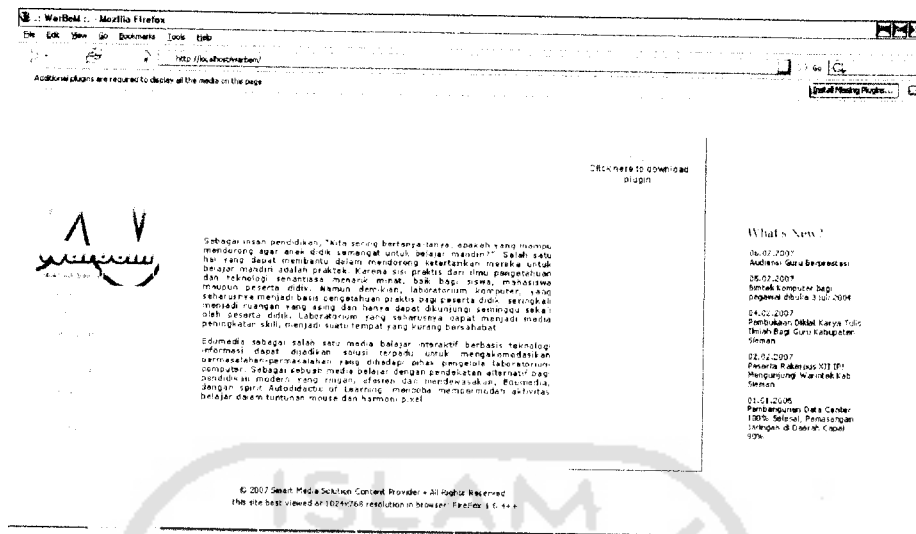 .: WarBeM :. - Mozilla Firefox
File Edit View Go Bookmarks Tools Help
http://localhost/warbem/
Go
Additional plugins are required to display all the media on this page
Install Missing Plugins...
Click here to download
plugin
Sebagai insan pendidikan, "Kita sering bertanya-tanya, apakah yang mampu
mendorong agar anak didik semangat untuk belajar mandiri?" Salah satu
hal yang dapat membantu dalam mendorong ketertarikan mereka untuk
belajar mandiri adalah praktek. Karena sisi praktis dari ilmu pengetahuan
dan teknologi senantiasa menarik minat, baik bagi siswa, mahasiswa
maupun peserta didiv. Namun demikian, laboratorium komputer, yang
seharusnya menjadi basis pengetahuan praktis bagi peserta didik, seringkali
menjadi ruangan yang asing dan hanya dapat dikunjungi seminggu sekali
oleh peserta didik. Laboratorium yang seharusnya dapat menjadi media
peningkatan skill, menjadi suatu tempat yang kurang bersahabat
Edumedia sebagai salah satu media belajar interaktif berbasis teknologi
informasi dapat dijadikan solusi terpadu untuk mengakomodasikan
permasalahan-permasalahan yang dihadapi pihak pengelola laboratorium
computer. Sebagai sebuah media belajar dengan pendekatan alternatif bagi
pendidikan modern yang ringan, efesien dan mendewasakan, Edumedia,
dengan spirit Autodidactic of Learning, mencoba mempermudah aktivitas
belajar dalam tuntunan mouse dan harmoni pixel
What's New?
06.02.2007
Audiensi Guru Berprestasi
05.02.2007
Bimtek Komputer bagi
pegawai dibuka 3 juli 2004
04.02.2007
Pembukaan Diklat Karya Tulis
Ilmiah Bagi Guru Kabupaten
Sleman
02.02.2007
Peserta Rakerpus XII IPI
Mengunjungi Warintek Kab
Sleman
01.01.2006
Pembangunan Data Center
100% Selesai, Pemasangan
Jaringan di Daerah Capai
90%
© 2007 Smart Media Solution Content Provider • All Rights Reserved
this site best viewed at 1024x768 resolution in browser FireFox
ISLAM